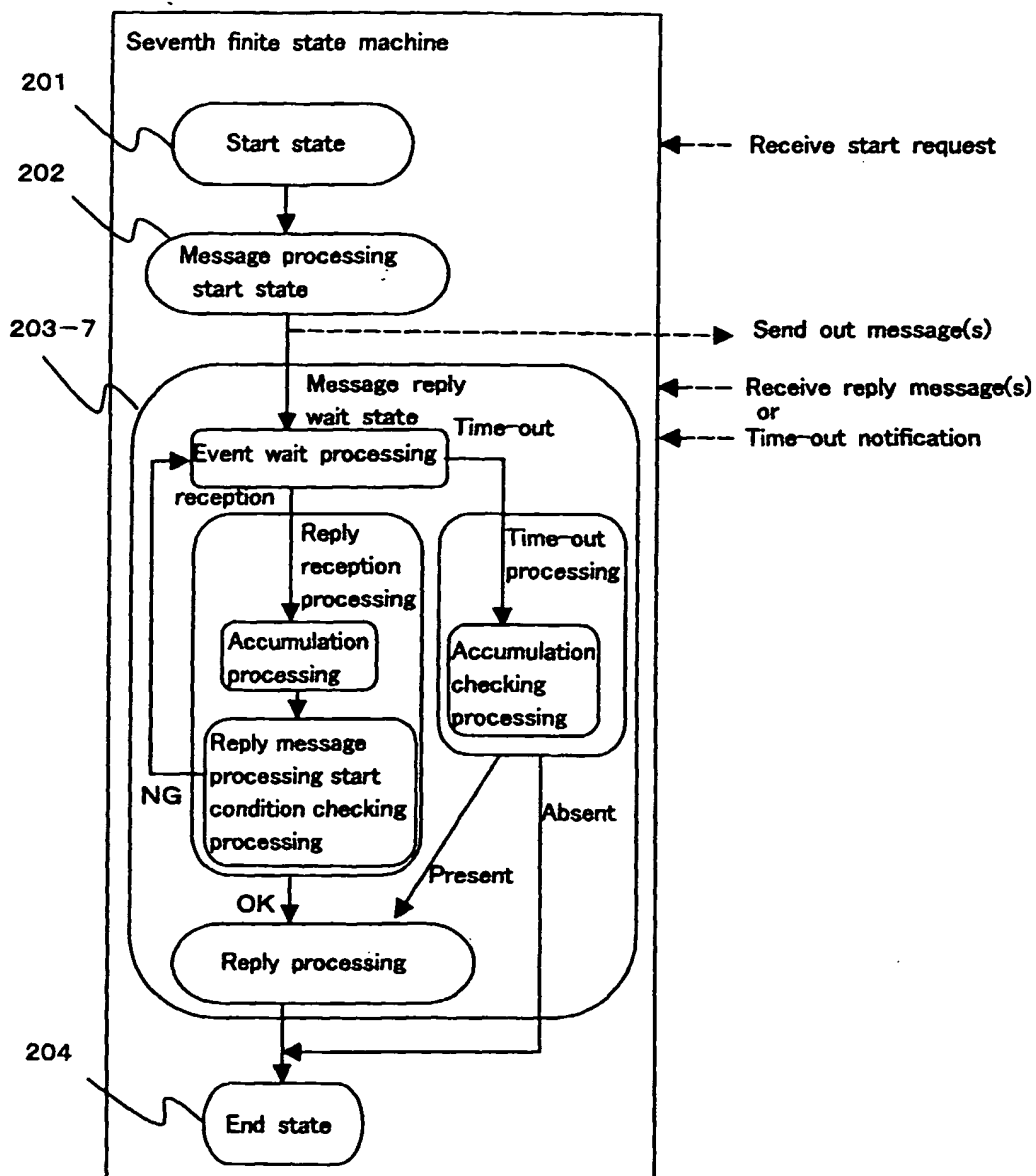 Seventh finite state machine
201
Start state
Receive start request
202
Message processing
start state
203-7
Send out message(s)
Message reply
wait state
Receive reply message(s)
or
Time-out notification
Time-out
Event wait processing
reception
Reply
reception
processing
Time-out
processing
Accumulation
processing
Accumulation
checking
processing
Reply message
processing start
condition checking
processing
NG
Absent
Present
OK
Reply processing
204
End state